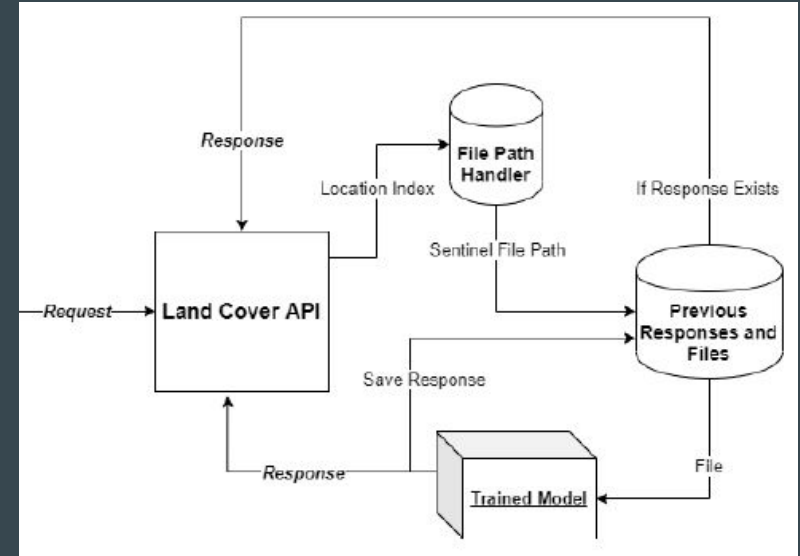 Response
File Path
Handler
Location Index
If Response Exists
Sentinel File Path
Request
Land Cover API
Previous
Responses and
Files
Save Response
Response
File
Trained Model